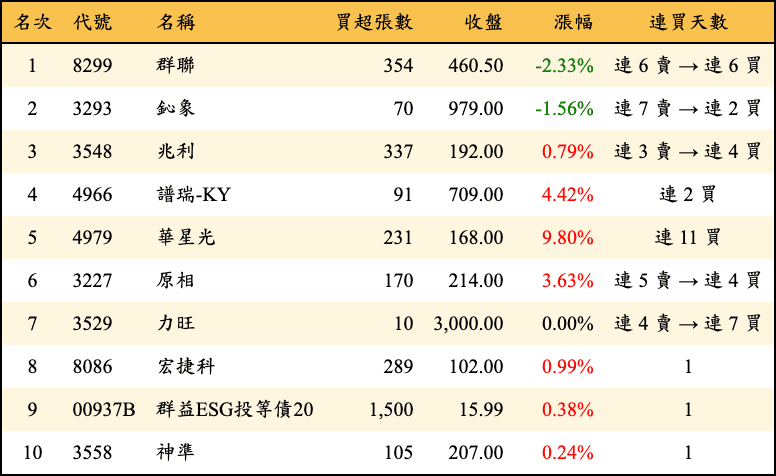 名次 代號 名稱 買超張數 收盤 漲幅 連買天數
1 8299 群聯 354 460.50 -2.33% 連 6 賣 → 連 6 買
2 3293 鈊象 70 979.00 -1.56% 連 7 賣 → 連 2 買
3 3548 兆利 337 192.00 0.79% 連 3 賣 → 連 4 買
4 4966 譜瑞-KY 91 709.00 4.42% 連 2 買
5 4979 華星光 231 168.00 9.80% 連 11 買
6 3227 原相 170 214.00 3.63% 連 5 賣 → 連 4 買
7 3529 力旺 10 3,000.00 0.00% 連 4 賣 → 連 7 買
8 8086 宏捷科 289 102.00 0.99% 1
9 00937B 群益ESG投等債20 1,500 15.99 0.38% 1
10 3558 神準 105 207.00 0.24% 1